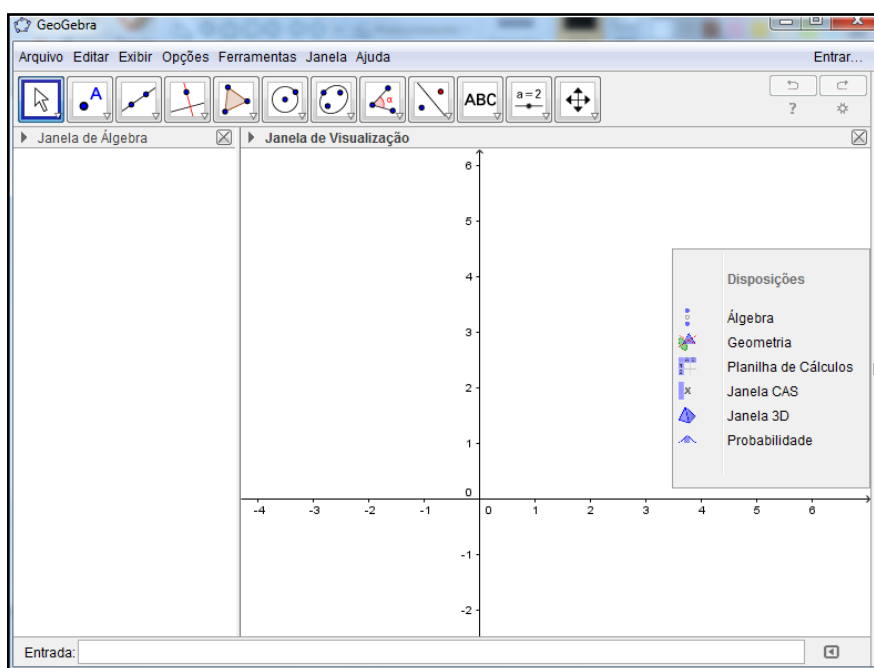 GeoGebra
Arquivo Editar Exibir Opções Ferramentas Janela Ajuda Entrar...
A α ABC a=2 ?
Janela de Álgebra Janela de Visualização
6
5
4
Disposições
Álgebra
3 Geometria
Planilha de Cálculos
2 x Janela CAS
Janela 3D
1 Probabilidade
0
-4 -3 -2 -1 0 1 2 3 4 5 6
-1
-2
Entrada: